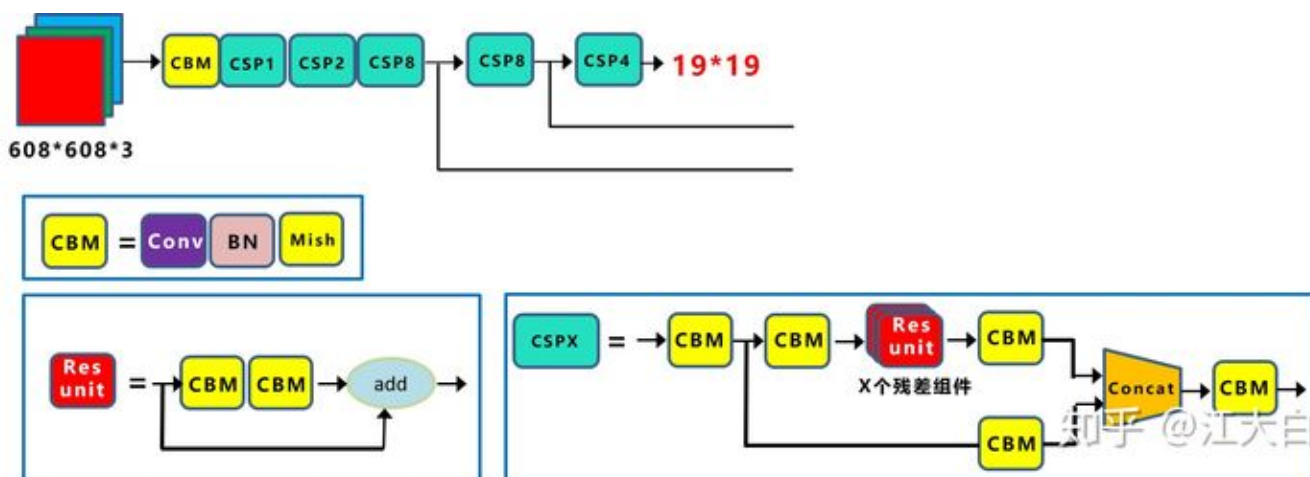 CBM CSP1 CSP2 CSP8 CSP8 CSP4 19*19
608*608*3
CBM = Conv BN Mish
Res unit = CBM CBM add
CSPX = CBM CBM Res unit CBM Concat CBM
X个残差组件
CBM
知乎 @江大白